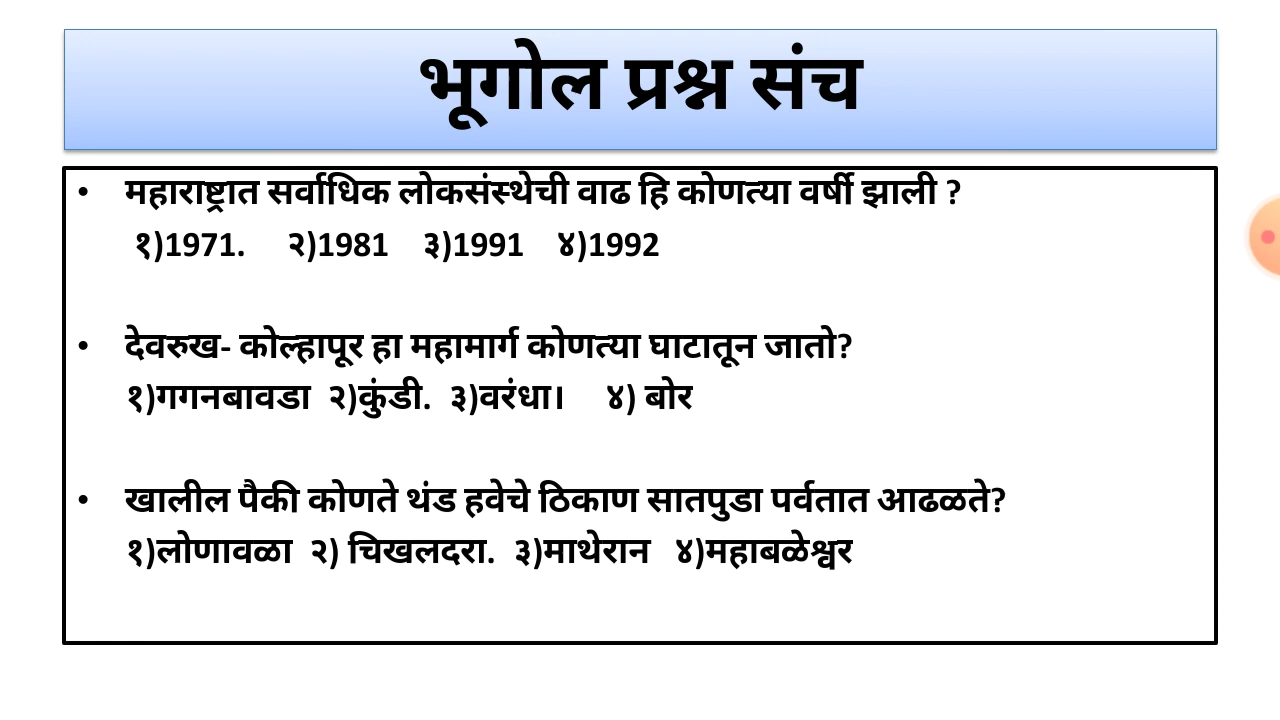 भूगोल प्रश्न संच
• महाराष्ट्रात सर्वाधिक लोकसंस्थेची वाढ हि कोणत्या वर्षी झाली ?
१)1971. २)1981 ३)1991 ४)1992
• देवरुख- कोल्हापूर हा महामार्ग कोणत्या घाटातून जातो?
१)गगनबावडा २)कुंडी. ३)वरंधा। ४) बोर
• खालील पैकी कोणते थंड हवेचे ठिकाण सातपुडा पर्वतात आढळते?
१)लोणावळा २) चिखलदरा. ३)माथेरान ४)महाबळेश्वर